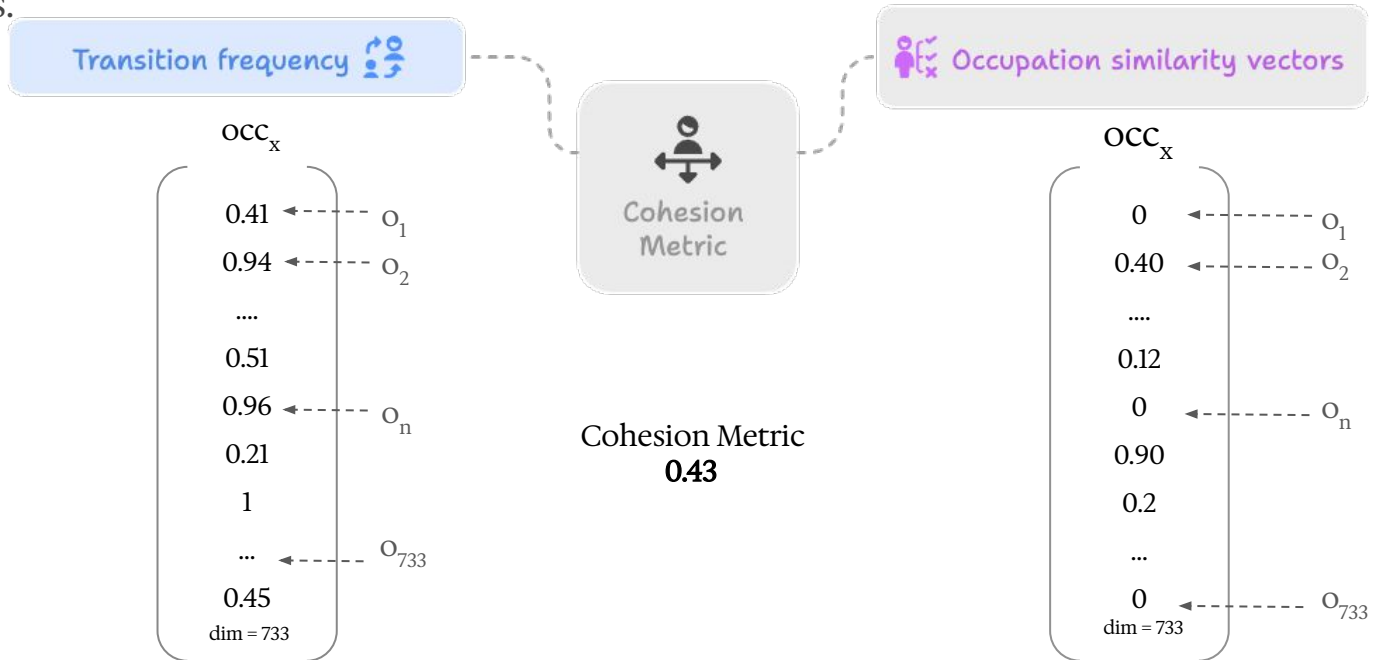 s.
Transition frequency
Occupation similarity vectors
Cohesion
Metric
occx
0.41
0.94
....
0.51
0.96
0.21
1
...
0.45
dim = 733
O1
O2
On
O733
Cohesion Metric
0.43
occx
0
0.40
....
0.12
0
0.90
0.2
...
0
dim = 733
O1
O2
On
O733